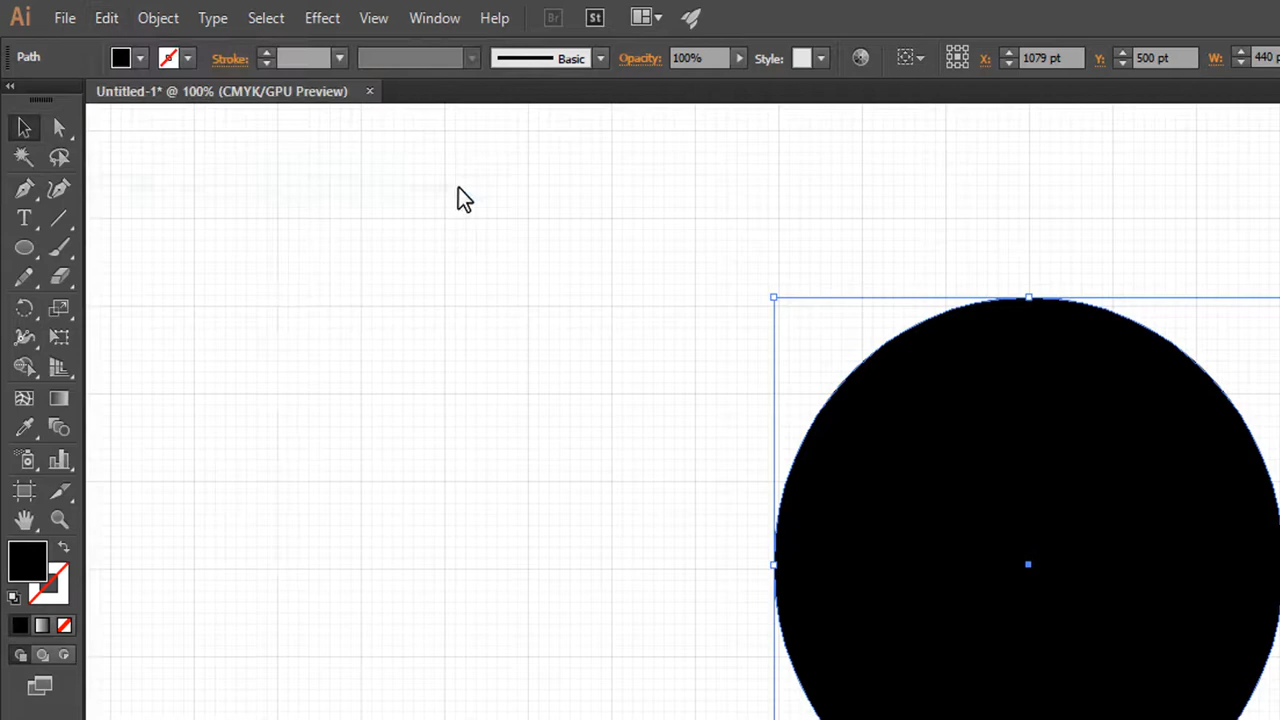 Ai File Edit Object Type Select Effect View Window Help Br St
Path Stroke: Basic Opacity: 100% Style: X: 1079 pt Y: 500 pt W: 440 p
Untitled-1* @ 100% (CMYK/GPU Preview) ×
T